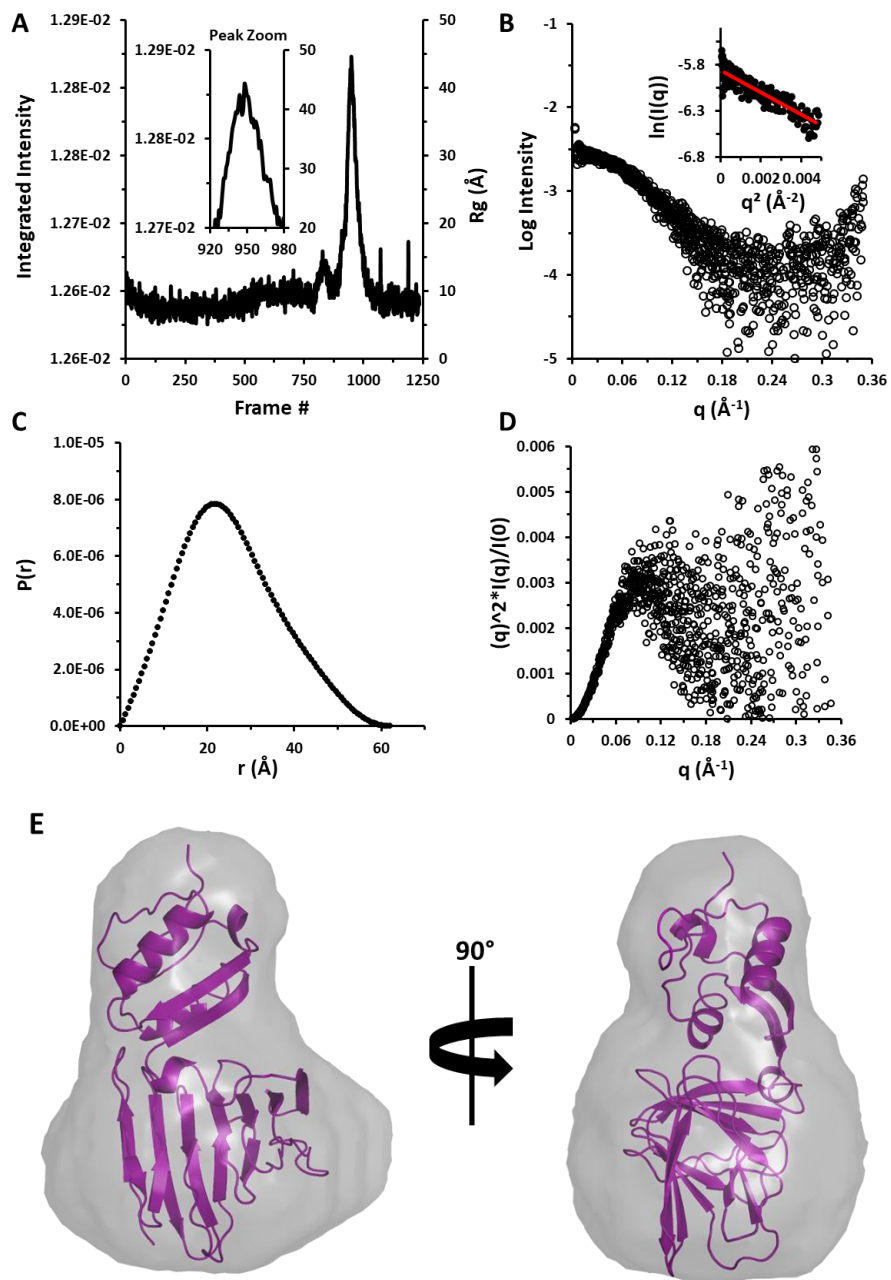 A
Integrated Intensity
1.29E-02
1.28E-02
1.28E-02
1.27E-02
1.26E-02
1.26E-02
Peak Zoom
1.29E-02
1.28E-02
1.28E-02
1.27E-02
50
40
30
20
920
950
980
50
40
30
20
10
0
Rg (Å)
0
250
500
750
1000
1250
Frame #
B
Log Intensity
-1
-2
-3
-4
-5
ln(I(q))
-5.8
-6.3
-6.8
0
0.002
0.004
q² (Å⁻²)
0
0.06
0.12
0.18
0.24
0.3
0.36
q (Å⁻¹)
C
P(r)
1.0E-05
8.0E-06
6.0E-06
4.0E-06
2.0E-06
0.0E+00
0
20
40
60
r (Å)
D
(q)^2*I(q)/I(0)
0.006
0.005
0.004
0.003
0.002
0.001
0
0
0.06
0.12
0.18
0.24
0.3
0.36
q (Å⁻¹)
E
90°